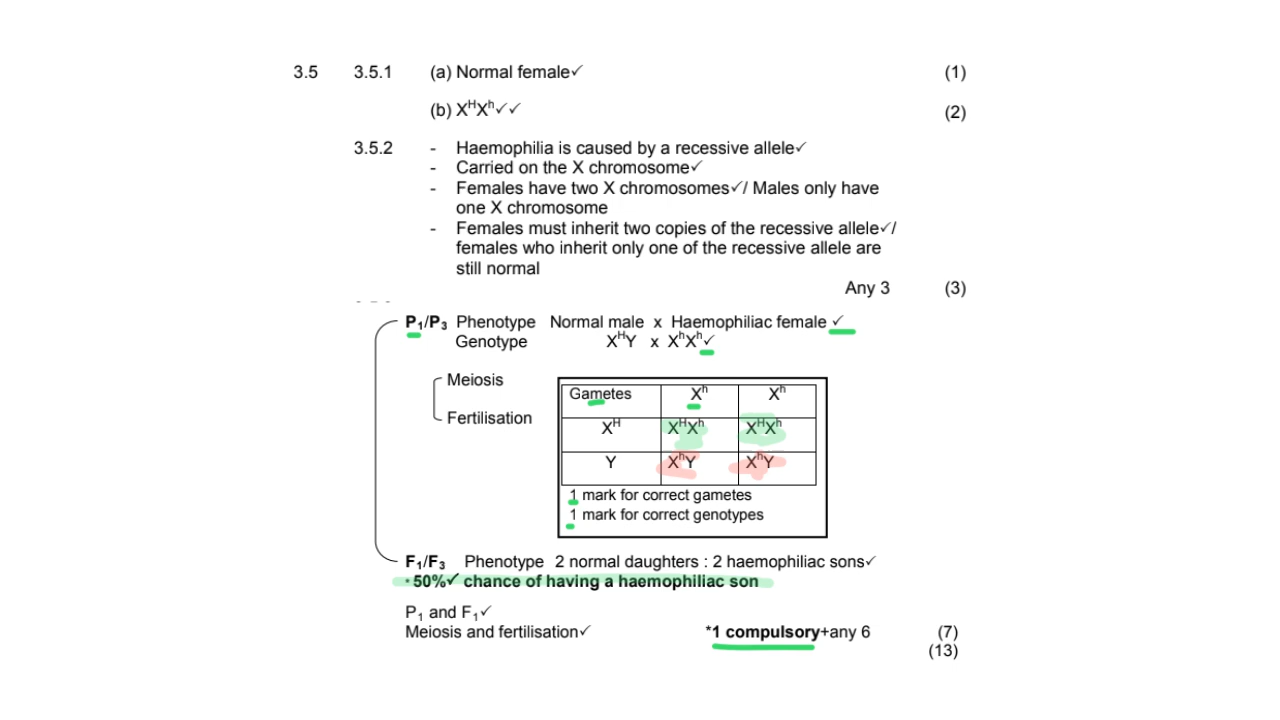 3.5 3.5.1 (a) Normal female✓ (1)
(b) XᴴXʰ✓✓ (2)
3.5.2 - Haemophilia is caused by a recessive allele✓
- Carried on the X chromosome✓
- Females have two X chromosomes✓/ Males only have
one X chromosome
- Females must inherit two copies of the recessive allele✓/
females who inherit only one of the recessive allele are
still normal
Any 3 (3)
P₁/P₃ Phenotype Normal male x Haemophiliac female ✓
Genotype XᴴY x XʰXʰ✓
Meiosis
Fertilisation
Gametes Xʰ Xʰ
Xᴴ XᴴXʰ XᴴXʰ
Y XʰY XʰY
1 mark for correct gametes
1 mark for correct genotypes
F₁/F₃ Phenotype 2 normal daughters : 2 haemophiliac sons✓
* 50%✓ chance of having a haemophiliac son
P₁ and F₁✓
Meiosis and fertilisation✓ *1 compulsory+any 6 (7)
(13)